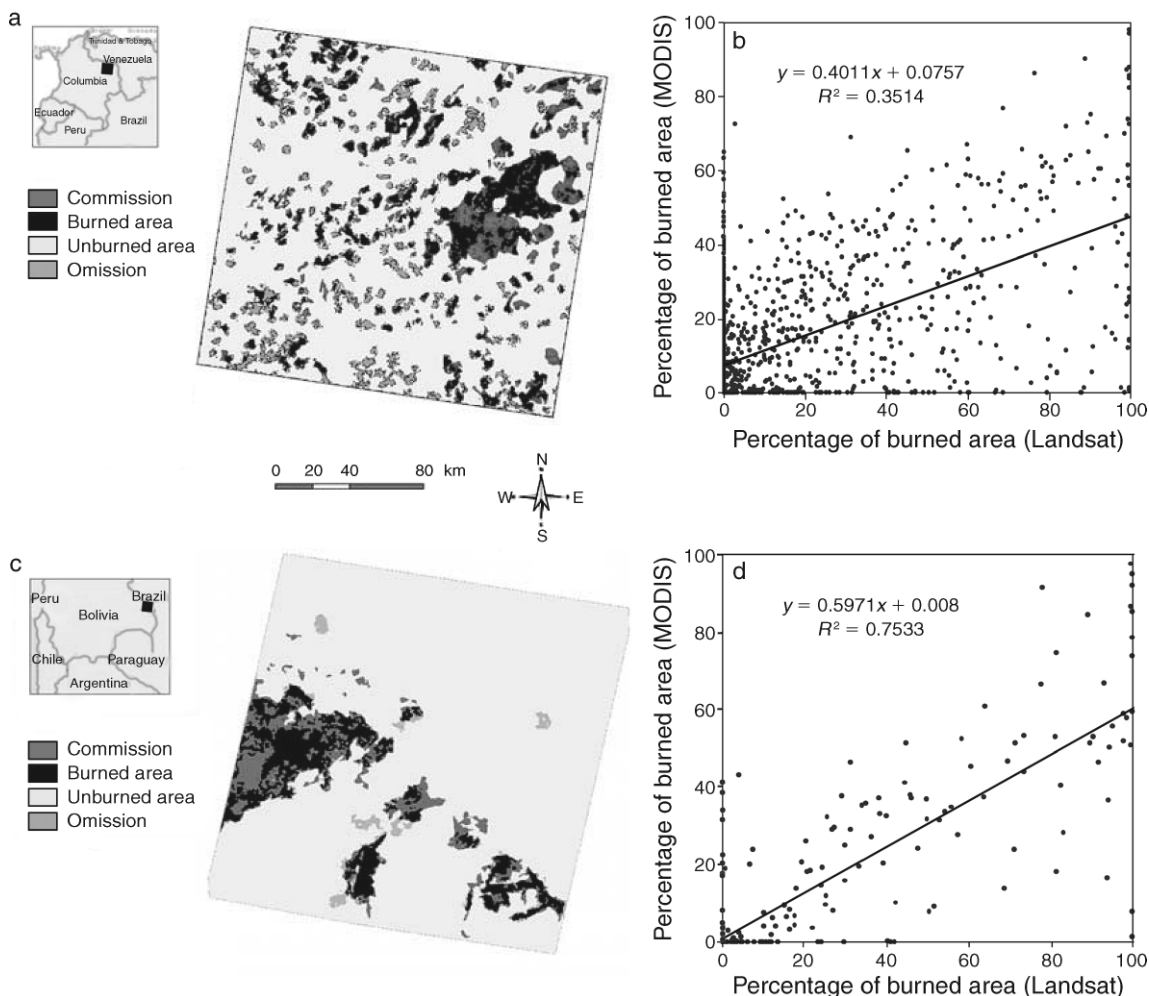 a
Trinidad & Tobago
Venezuela
Columbia
Ecuador
Peru
Brazil
Commission
Burned area
Unburned area
Omission
b
y = 0.4011x + 0.0757
R² = 0.3514
Percentage of burned area (MODIS)
100
80
60
40
20
0
0 20 40 60 80 100
Percentage of burned area (Landsat)
0 20 40 80 km
N
W E
S
c
Peru
Brazil
Bolivia
Chile
Paraguay
Argentina
Commission
Burned area
Unburned area
Omission
d
y = 0.5971x + 0.008
R² = 0.7533
Percentage of burned area (MODIS)
100
80
60
40
20
0
0 20 40 60 80 100
Percentage of burned area (Landsat)